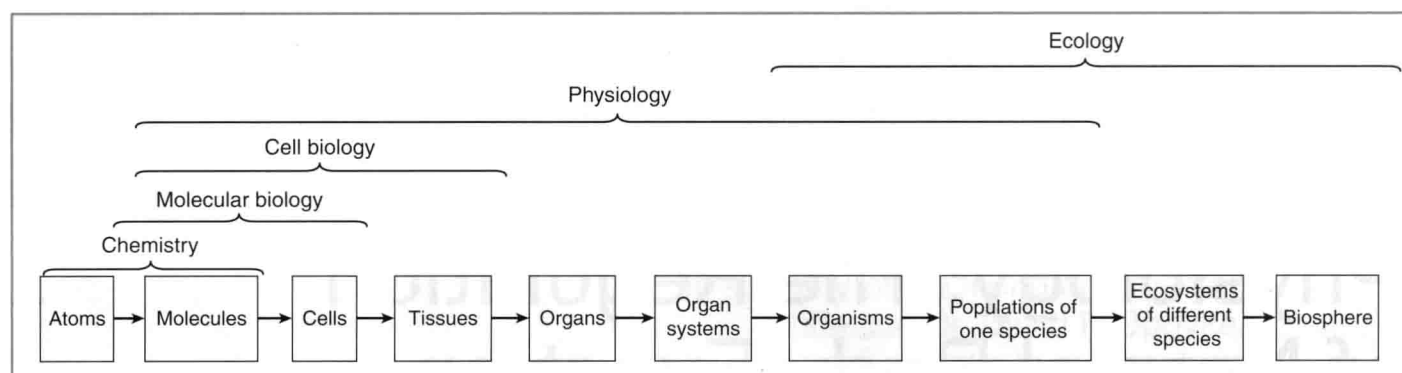 Ecology
Physiology
Cell biology
Molecular biology
Chemistry
Atoms
Molecules
Cells
Tissues
Organs
Organ
systems
Organisms
Populations of
one species
Ecosystems
of different
species
Biosphere